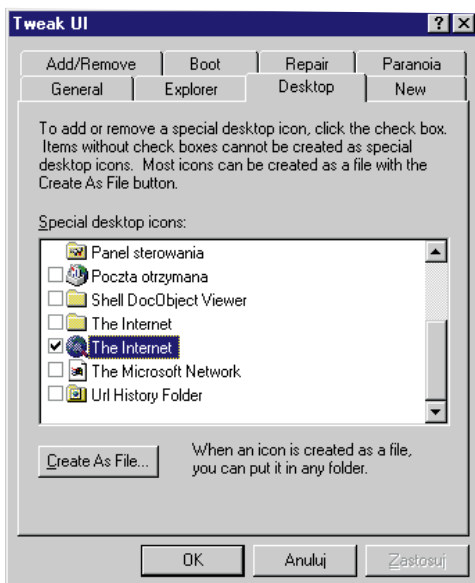 Tweak UI
Add/Remove Boot Repair Paranoia
General Explorer Desktop New
To add or remove a special desktop icon, click the check box.
Items without check boxes cannot be created as special
desktop icons. Most icons can be created as a file with the
Create As File button.
Special desktop icons:
Panel sterowania
Poczta otrzymana
Shell DocObject Viewer
The Internet
The Internet
The Microsoft Network
Url History Folder
Create As File...
When an icon is created as a file,
you can put it in any folder.
OK Anuluj Zastosuj